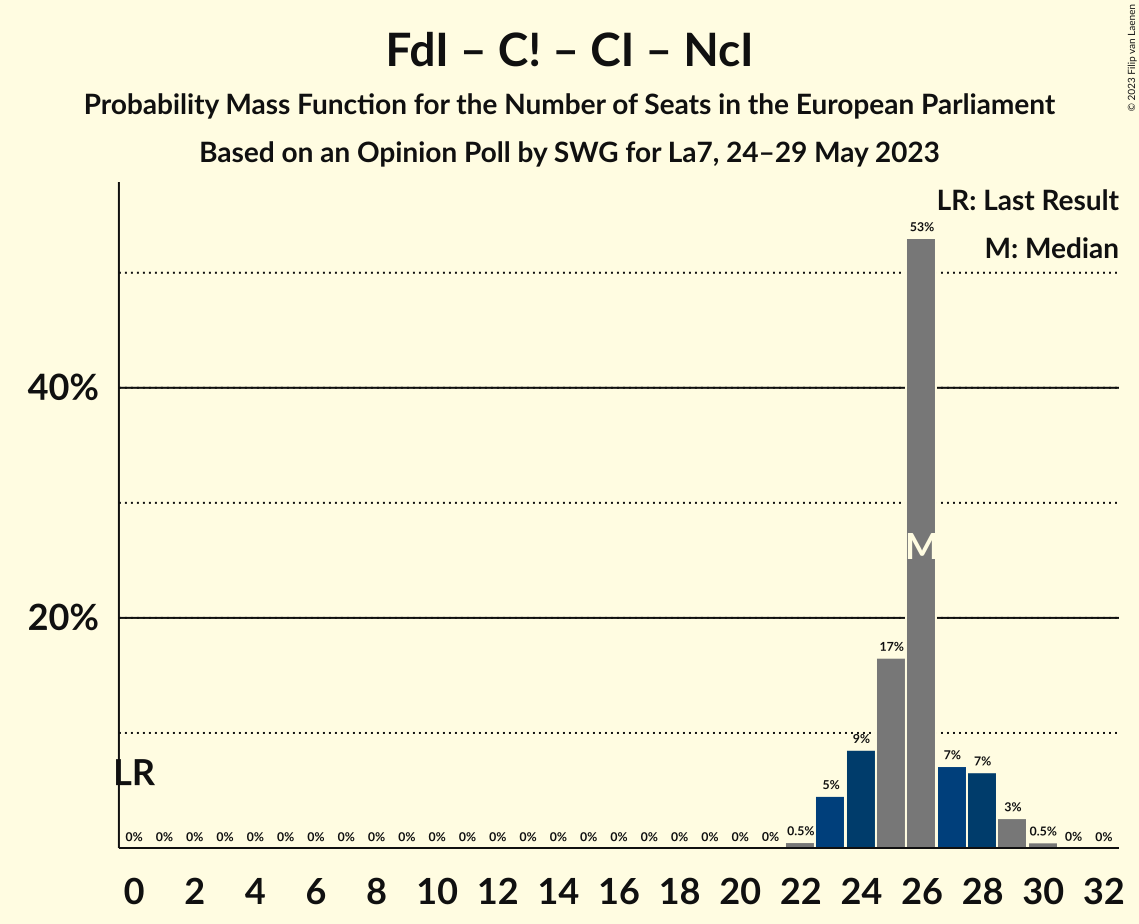 FdI – C! – CI – NcI
Probability Mass Function for the Number of Seats in the European Parliament
Based on an Opinion Poll by SWG for La7, 24–29 May 2023
© 2023 Filip van Laenen
LR: Last Result
M: Median
40%
20%
LR
M
0% 0% 0% 0% 0% 0% 0% 0% 0% 0% 0% 0% 0% 0% 0% 0% 0% 0% 0% 0% 0% 0% 0.5% 5% 9% 17% 53% 7% 7% 3% 0.5% 0% 0%
0 2 4 6 8 10 12 14 16 18 20 22 24 26 28 30 32